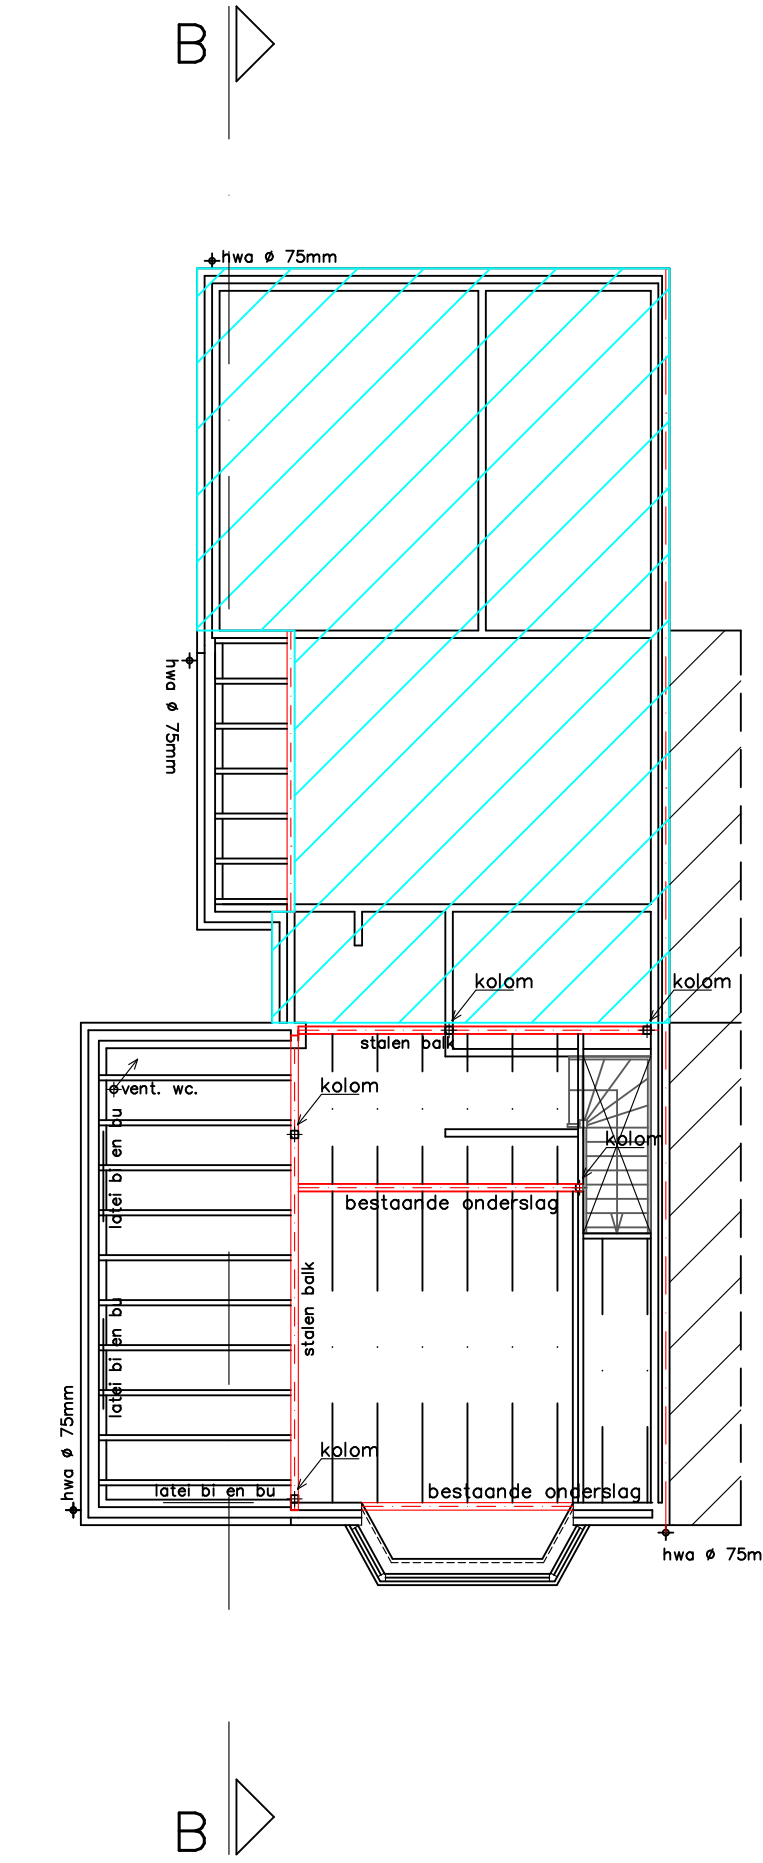 B
hwa ø 75mm
hwa ø 75mm
kolom
kolom
stalen balk
vent. wc.
kolom
latei bi en bu
kolom
bestaande onderslag
stalen balk
latei bi en bu
hwa ø 75mm
kolom
latei bi en bu
bestaande onderslag
hwa ø 75m
B